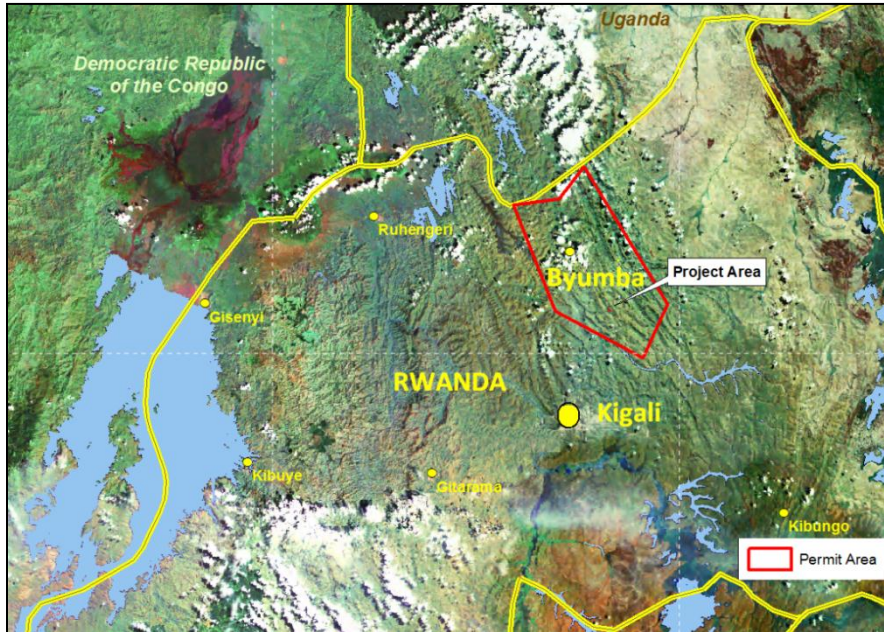 Uganda
Democratic Republic
of the Congo
Ruhengeri
Byumba
Project Area
Gisenyi
RWANDA
Kigali
Kibuye
Gitarama
Kibungo
Permit Area